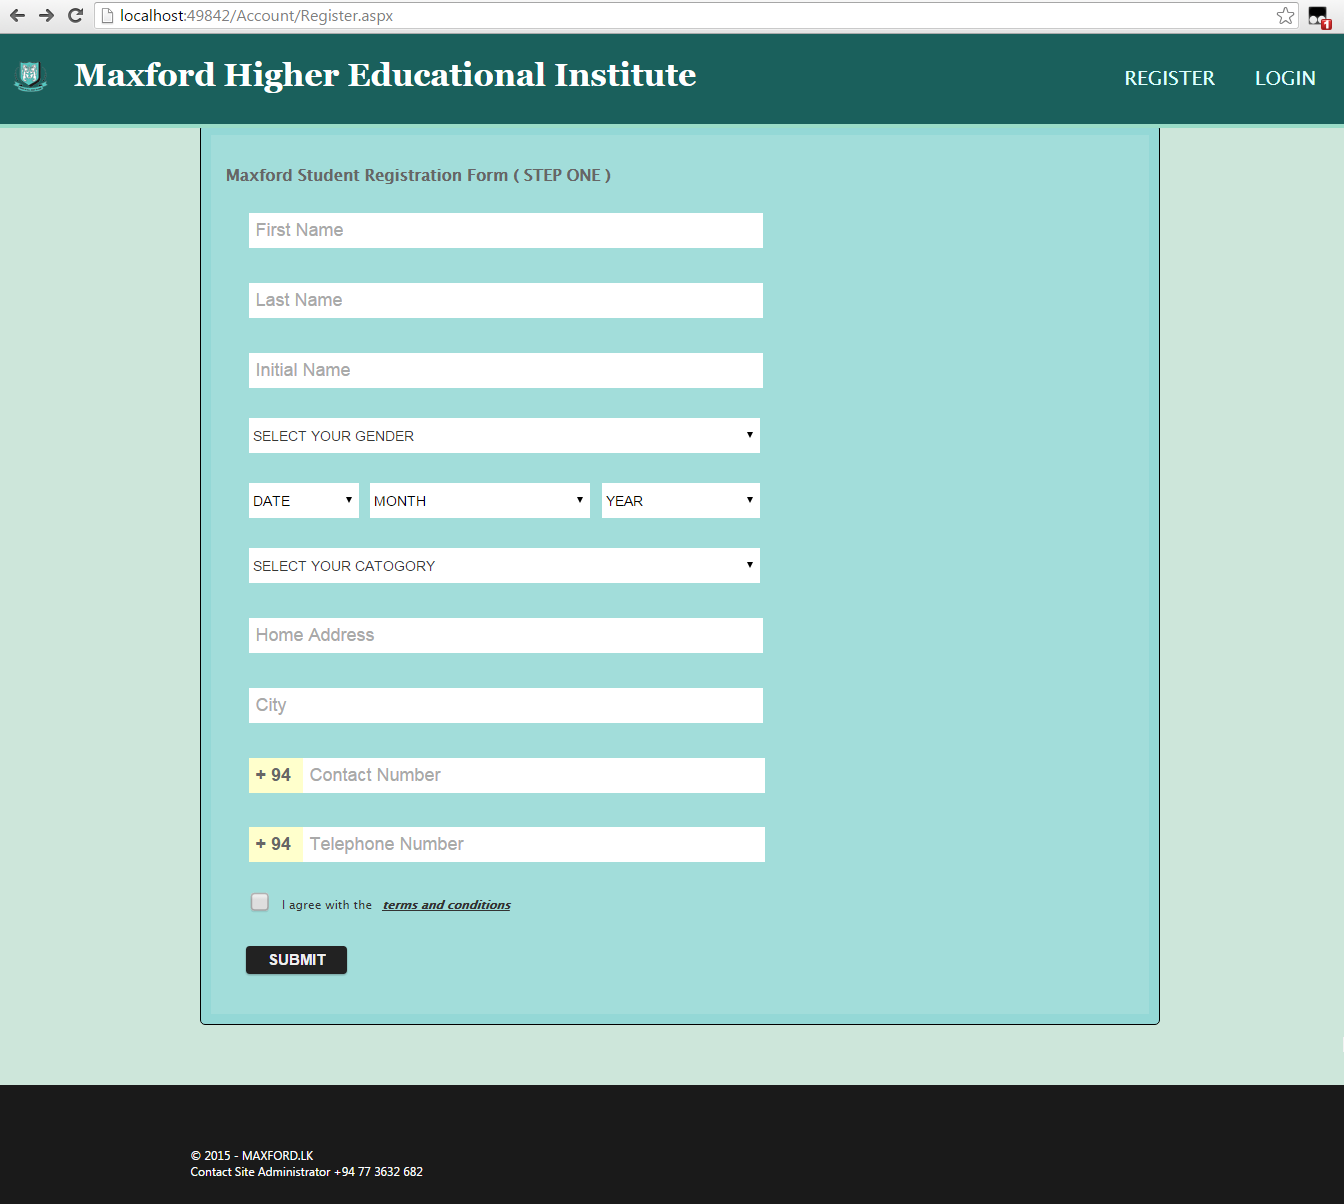 localhost:49842/Account/Register.aspx
1
Maxford Higher Educational Institute
REGISTER LOGIN
Maxford Student Registration Form ( STEP ONE )
First Name
Last Name
Initial Name
SELECT YOUR GENDER
DATE MONTH YEAR
SELECT YOUR CATOGORY
Home Address
City
+ 94 Contact Number
+ 94 Telephone Number
I agree with the terms and conditions
SUBMIT
© 2015 - MAXFORD.LK
Contact Site Administrator +94 77 3632 682